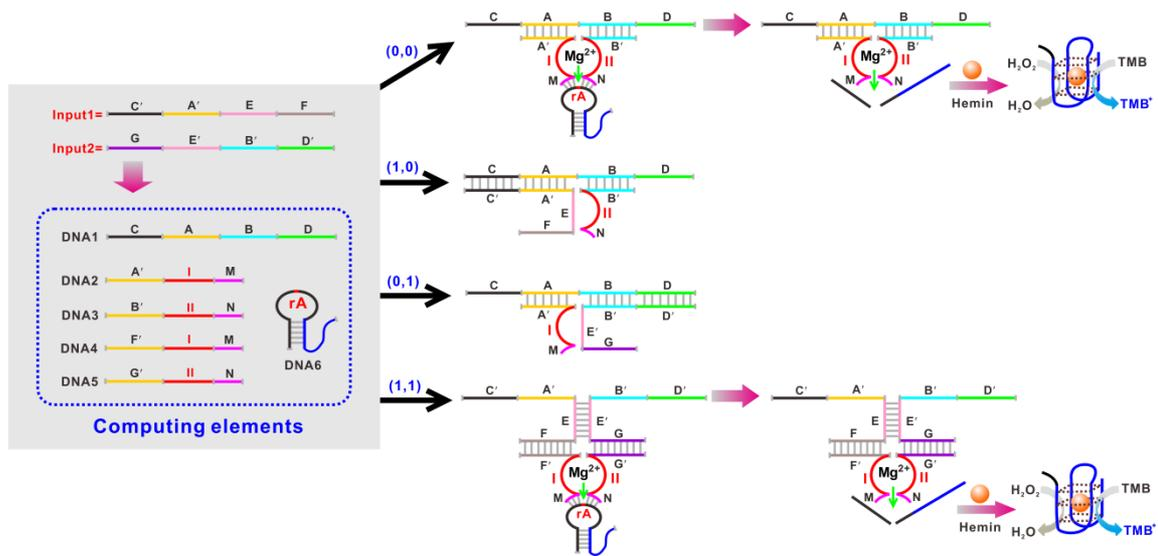 C A B D
A′ B′
(0,0)
I Mg2+ II
M N
rA
C A B D
A′ B′
I Mg2+ II
M N
Hemin
H2O2 TMB
H2O TMB*
C′ A′ E F
Input1=
G E′ B′ D′
Input2=
C A B D
DNA1
A′ I M
DNA2
B′ II N
DNA3
F′ I M
DNA4
G′ II N
DNA5
rA
DNA6
Computing elements
(1,0)
C A B D
C′ A′ B′
E II
F N
(0,1)
C A B D
A′ B′ D′
I E′
M G
(1,1)
C′ A′ B′ D′
E E′
F G
F′ G′
I Mg2+ II
M N
rA
C′ A′ B′ D′
E E′
F G
F′ G′
I Mg2+ II
M N
Hemin
H2O2 TMB
H2O TMB*